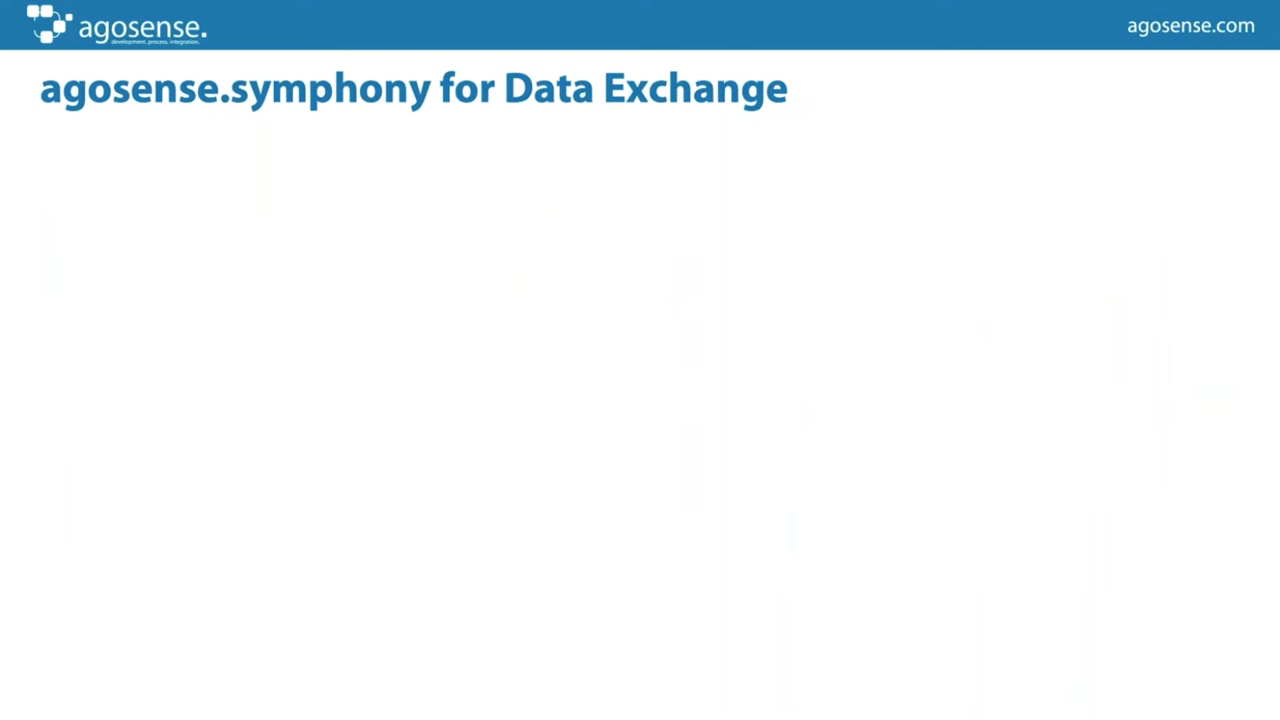 agosense.
development. process. integration.
agosense.com
agosense.symphony for Data Exchange